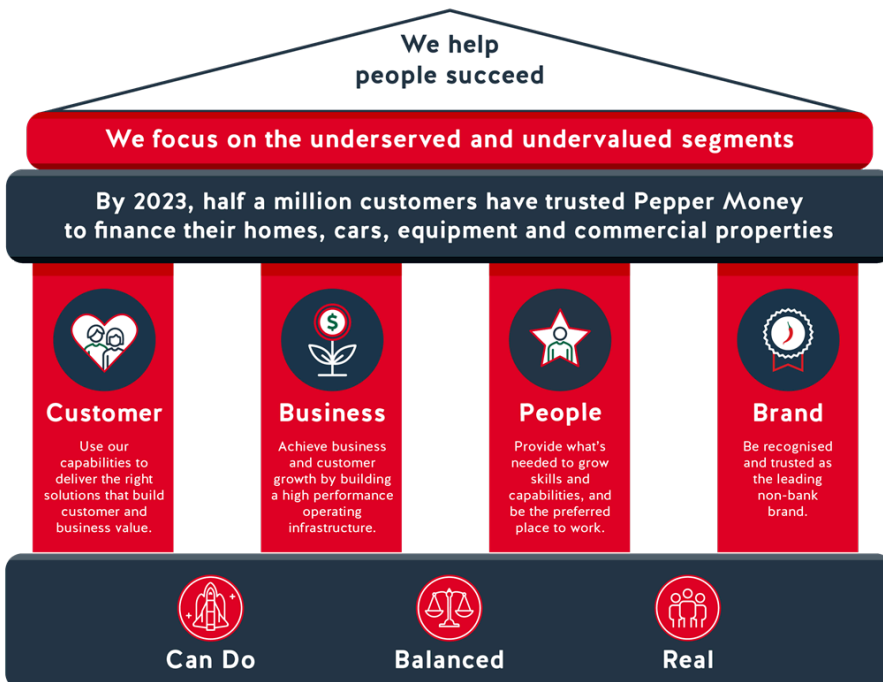 We help
people succeed
We focus on the underserved and undervalued segments
By 2023, half a million customers have trusted Pepper Money
to finance their homes, cars, equipment and commercial properties
$
Customer
Use our
capabilities to
deliver the right
solutions that build
customer and
business value.
Business
Achieve business
and customer
growth by building
a high performance
operating
infrastructure.
People
Provide what's
needed to grow
skills and
capabilities, and
be the preferred
place to work.
Brand
Be recognised
and trusted as
the leading
non-bank
brand.
Can Do
Balanced
Real